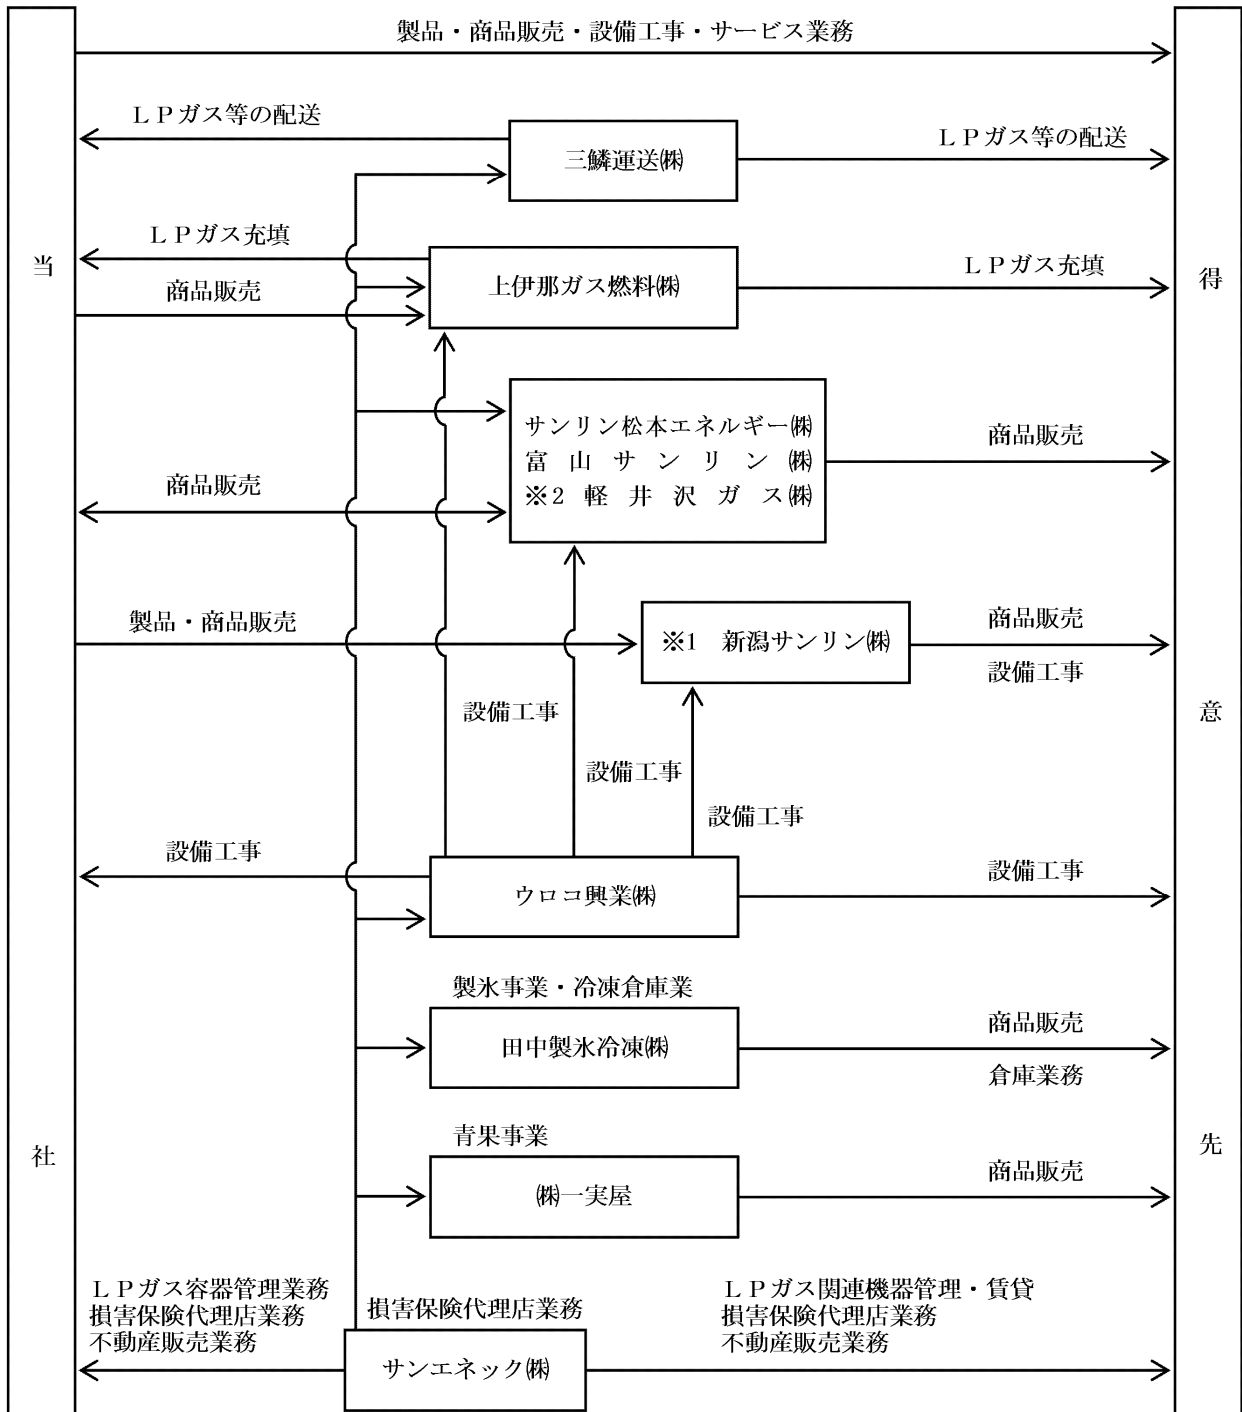 製品・商品販売・設備工事・サービス業務
ＬＰガス等の配送
三鱗運送㈱
ＬＰガス等の配送
ＬＰガス充填
当
商品販売
上伊那ガス燃料㈱
ＬＰガス充填
得
サンリン松本エネルギー㈱
富山サンリン㈱
※2 軽井沢ガス㈱
商品販売
商品販売
製品・商品販売
※1　新潟サンリン㈱
商品販売
設備工事
意
設備工事
設備工事
設備工事
設備工事
ウロコ興業㈱
設備工事
製氷事業・冷凍倉庫業
田中製氷冷凍㈱
商品販売
倉庫業務
青果事業
社
先
㈱一実屋
商品販売
ＬＰガス容器管理業務
損害保険代理店業務
不動産販売業務
損害保険代理店業務
サンエネック㈱
ＬＰガス関連機器管理・賃貸
損害保険代理店業務
不動産販売業務